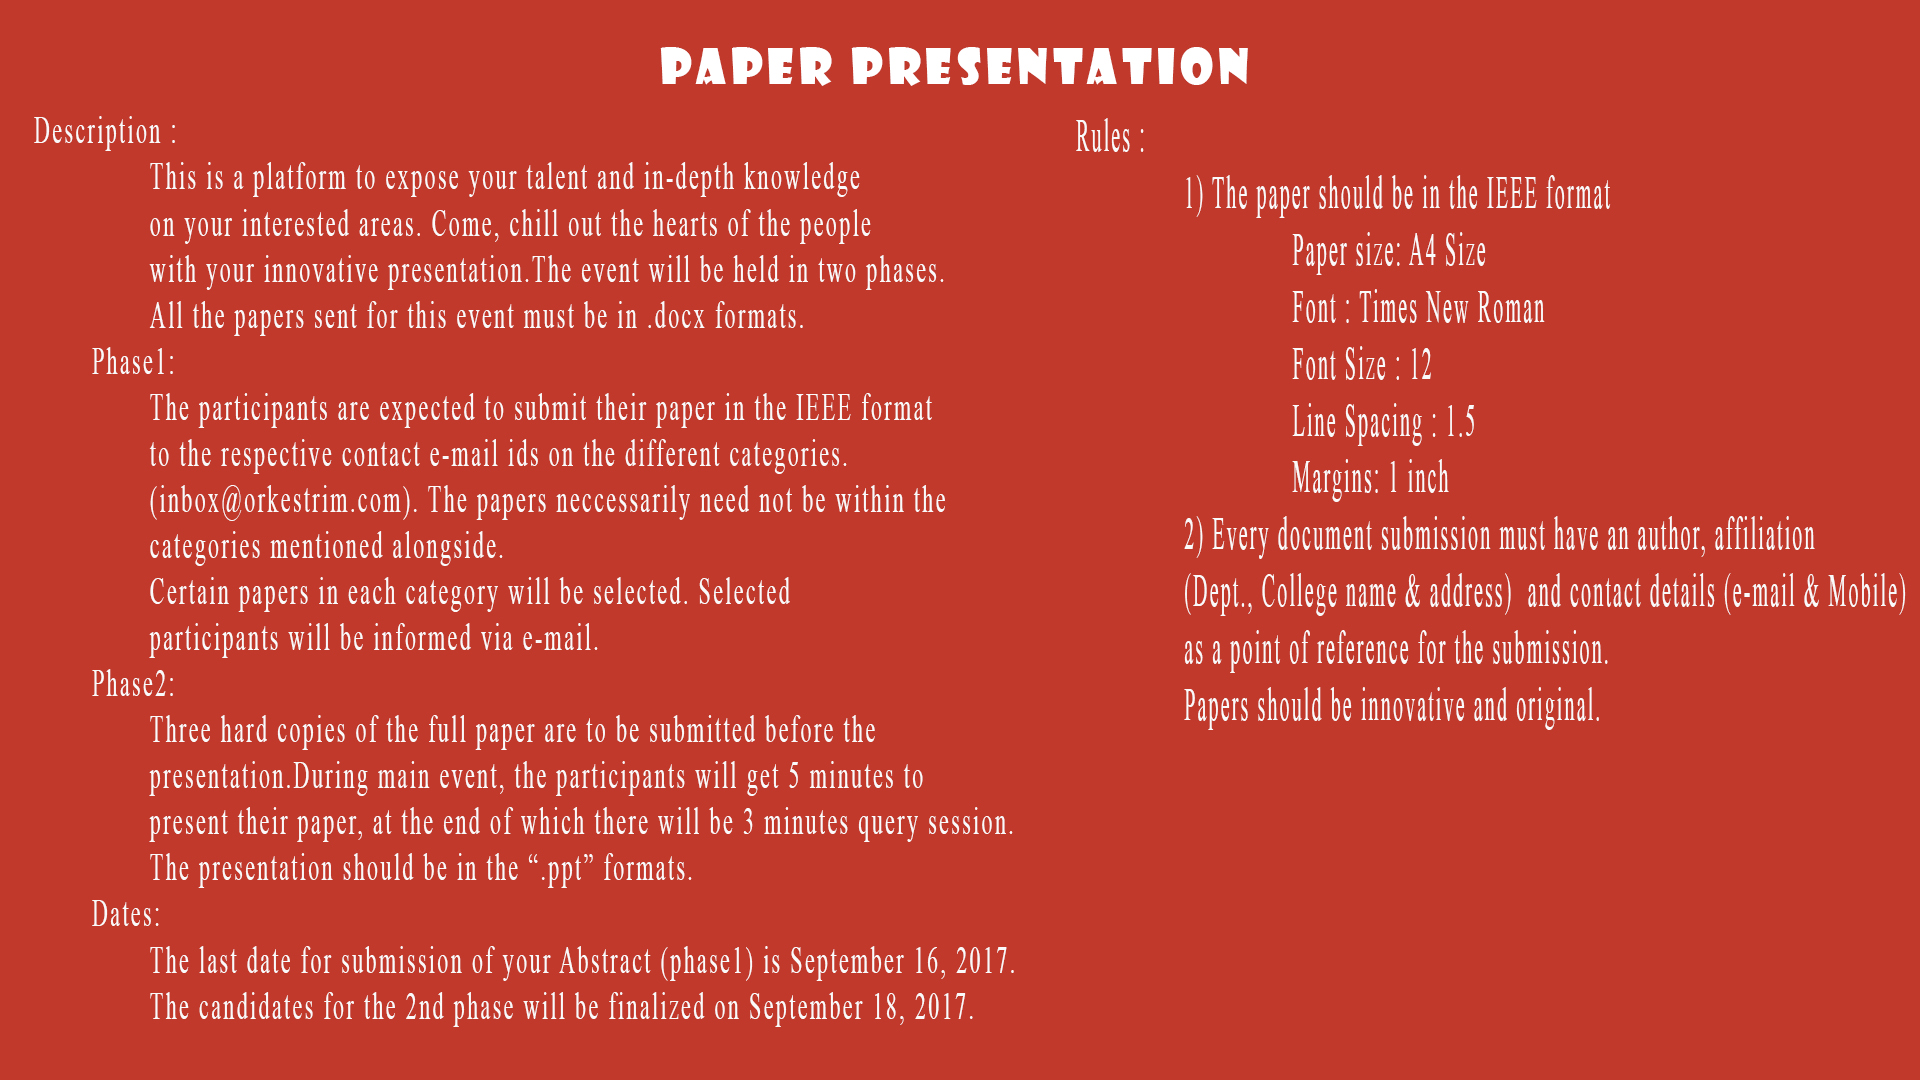 PAPER PRESENTATION
Description :
This is a platform to expose your talent and in-depth knowledge
on your interested areas. Come, chill out the hearts of the people
with your innovative presentation.The event will be held in two phases.
All the papers sent for this event must be in .docx formats.
Phase1:
The participants are expected to submit their paper in the IEEE format
to the respective contact e-mail ids on the different categories.
(inbox@orkestrim.com). The papers neccessarily need not be within the
categories mentioned alongside.
Certain papers in each category will be selected. Selected
participants will be informed via e-mail.
Phase2:
Three hard copies of the full paper are to be submitted before the
presentation.During main event, the participants will get 5 minutes to
present their paper, at the end of which there will be 3 minutes query session.
The presentation should be in the “.ppt” formats.
Dates:
The last date for submission of your Abstract (phase1) is September 16, 2017.
The candidates for the 2nd phase will be finalized on September 18, 2017.
Rules :
1) The paper should be in the IEEE format
Paper size: A4 Size
Font : Times New Roman
Font Size : 12
Line Spacing : 1.5
Margins: 1 inch
2) Every document submission must have an author, affiliation
(Dept., College name & address)  and contact details (e-mail & Mobile)
as a point of reference for the submission.
Papers should be innovative and original.